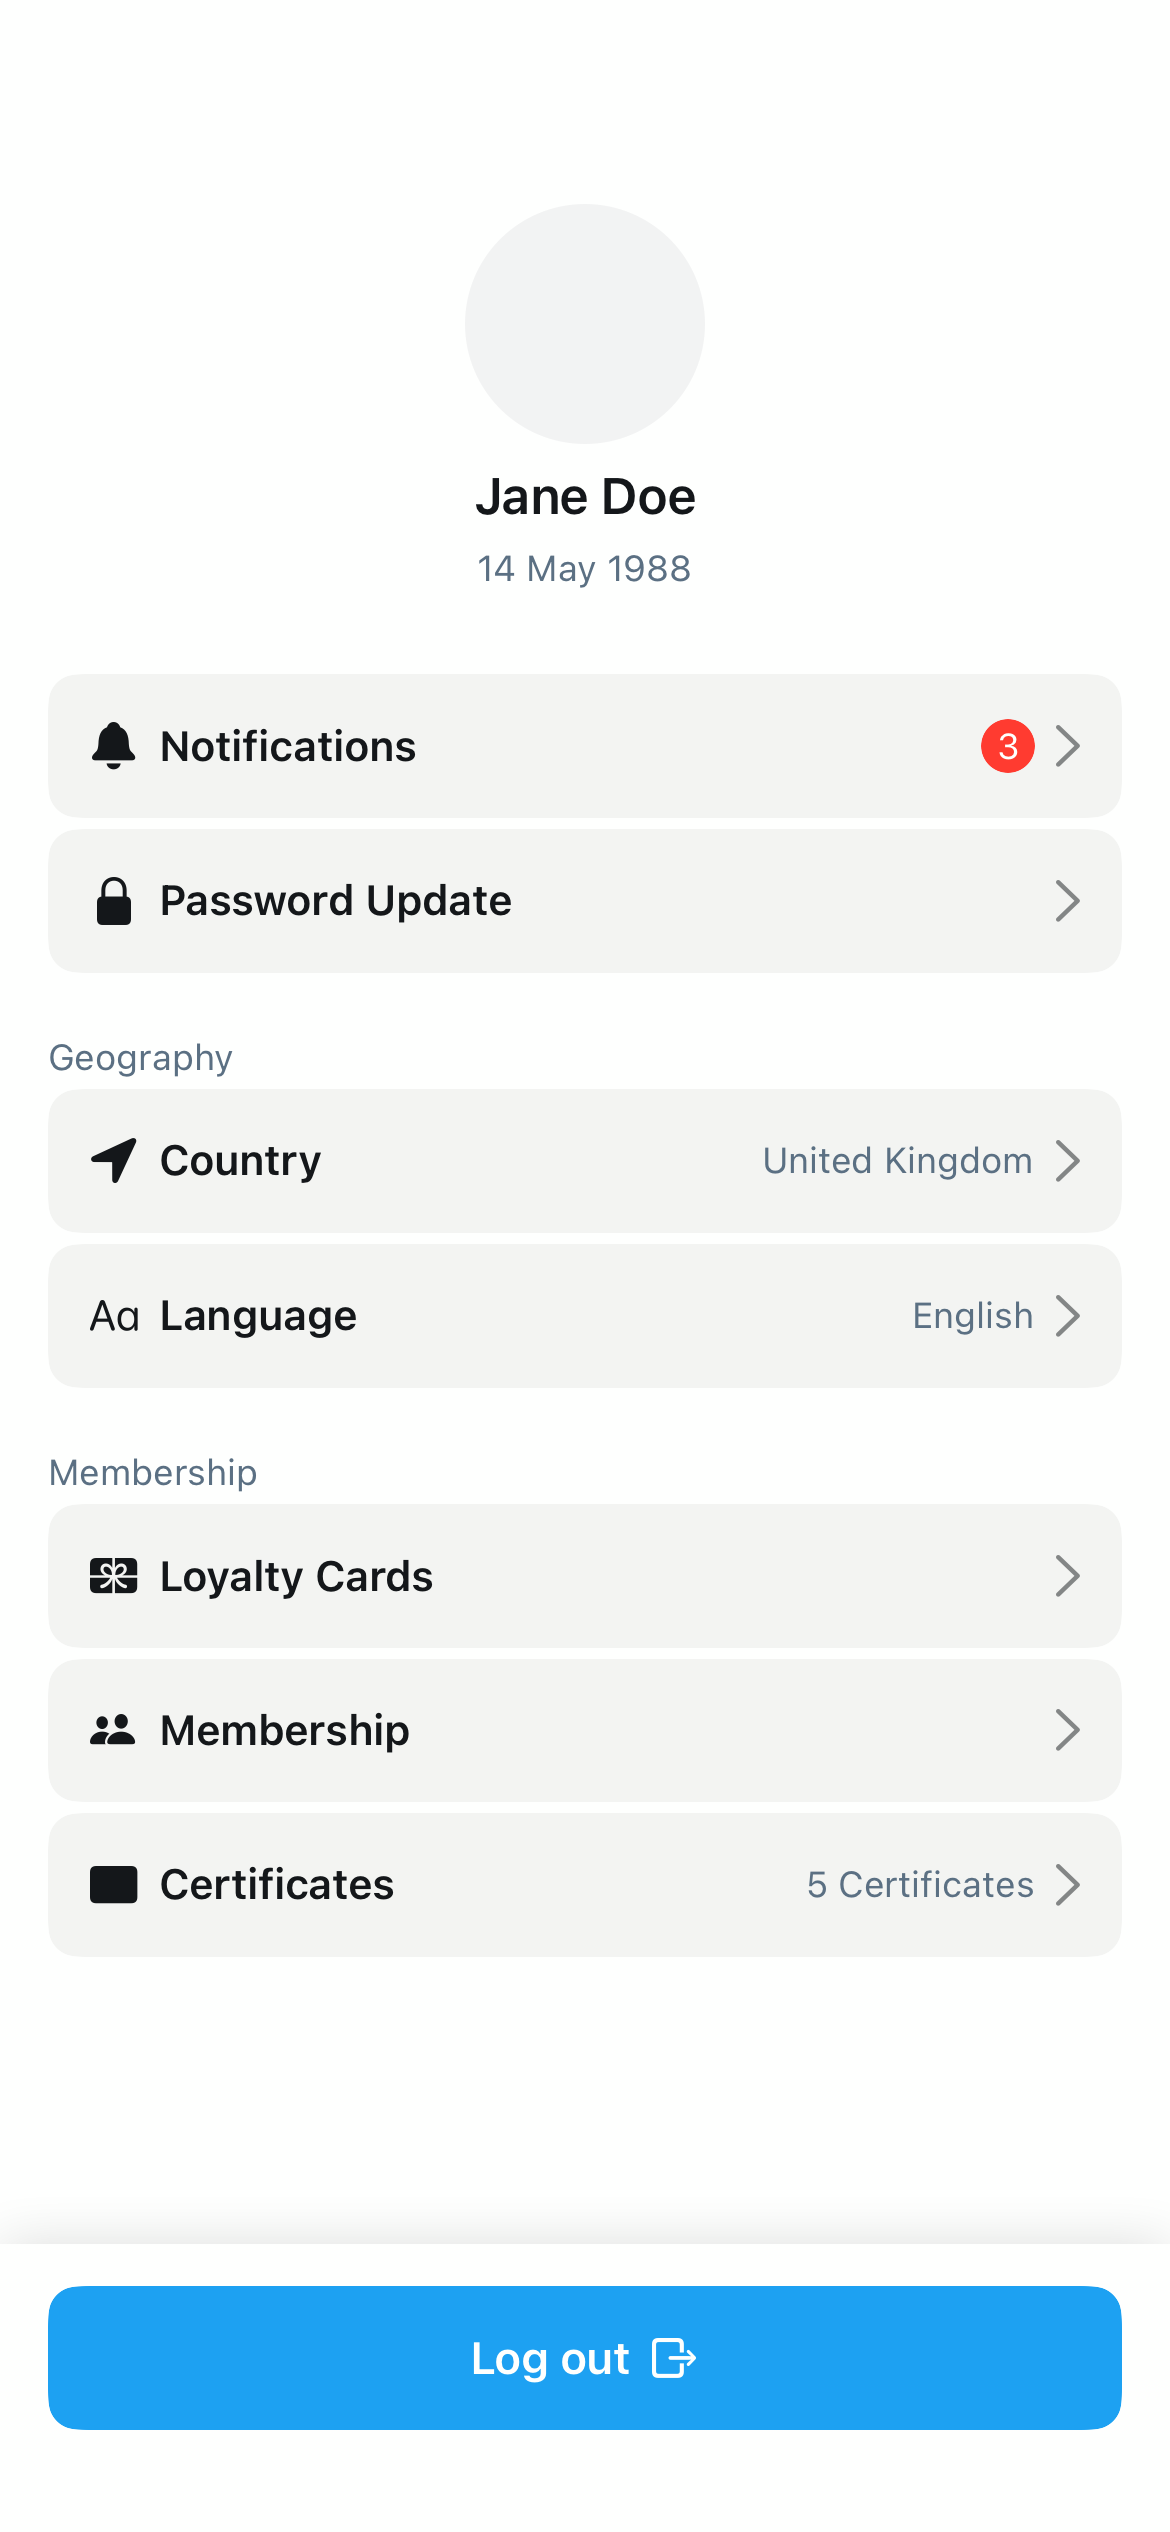 Jane Doe
14 May 1988
Notifications 3
Password Update
Geography
Country United Kingdom
Aa Language English
Membership
Loyalty Cards
Membership
Certificates 5 Certificates
Log out